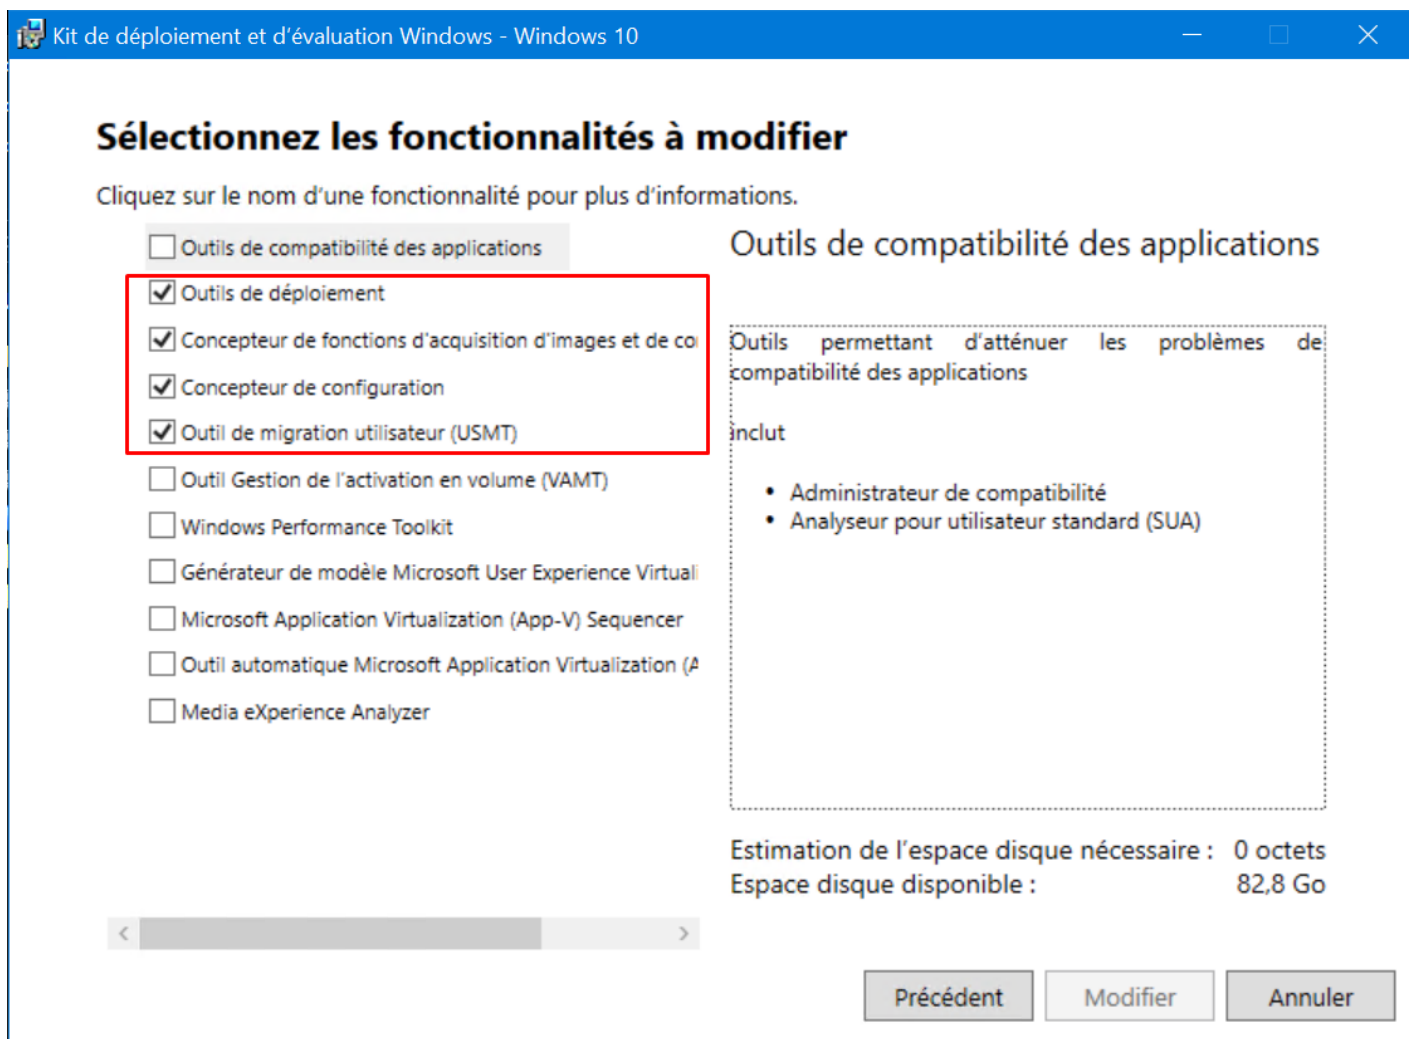 Kit de déploiement et d'évaluation Windows - Windows 10
Sélectionnez les fonctionnalités à modifier
Cliquez sur le nom d'une fonctionnalité pour plus d'informations.
Outils de compatibilité des applications
Outils de déploiement
Concepteur de fonctions d'acquisition d'images et de co
Concepteur de configuration
Outil de migration utilisateur (USMT)
Outil Gestion de l'activation en volume (VAMT)
Windows Performance Toolkit
Générateur de modèle Microsoft User Experience Virtuali
Microsoft Application Virtualization (App-V) Sequencer
Outil automatique Microsoft Application Virtualization (A
Media eXperience Analyzer
Outils de compatibilité des applications
Outils permettant d'atténuer les problèmes de
compatibilité des applications
inclut
• Administrateur de compatibilité
• Analyseur pour utilisateur standard (SUA)
Estimation de l'espace disque nécessaire : 0 octets
Espace disque disponible : 82,8 Go
Précédent
Modifier
Annuler